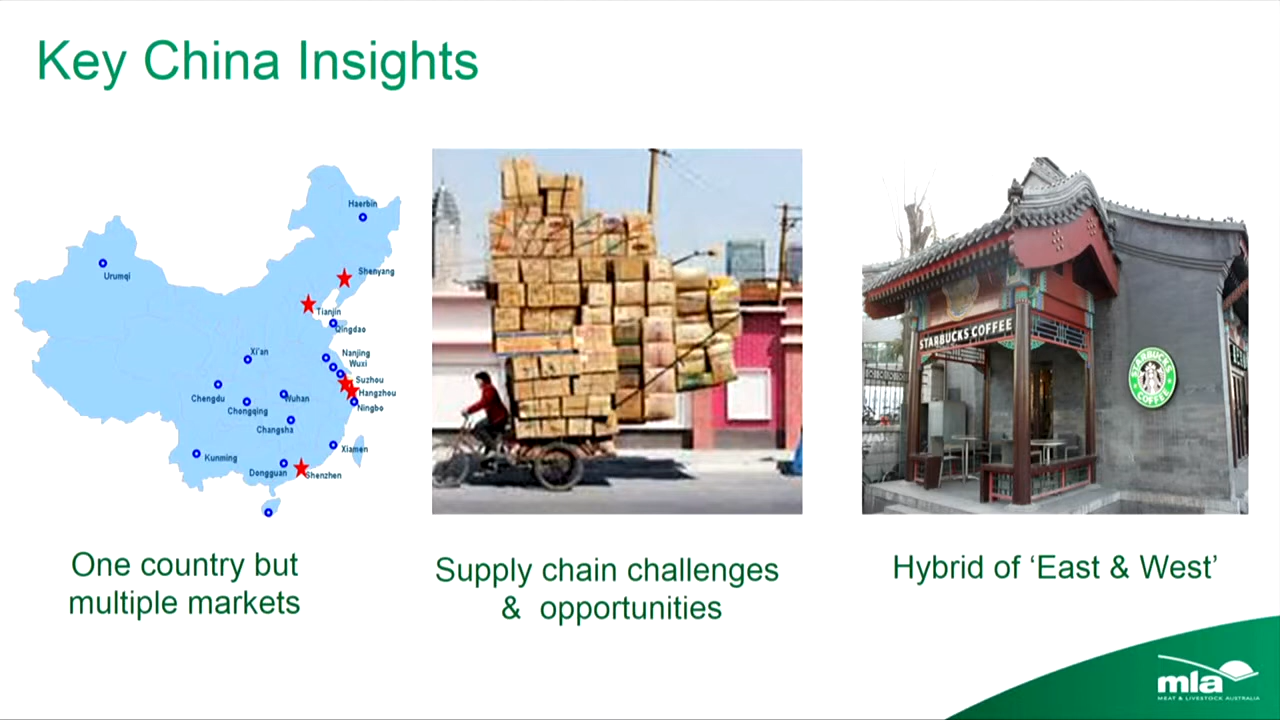 Key China Insights
Haerbin
Urumqi
Shenyang
Tianjin
Qingdao
Xi'an
Nanjing
Wuxi
Suzhou
Chengdu
Wuhan
Hangzhou
Chongqing
Ningbo
Changsha
Xiamen
Kunming
Dongguan
Shenzhen
STARBUCKS COFFEE
STARBUCKS
COFFEE
One country but
multiple markets
Supply chain challenges
& opportunities
Hybrid of ‘East & West’
mla
MEAT & LIVESTOCK AUSTRALIA